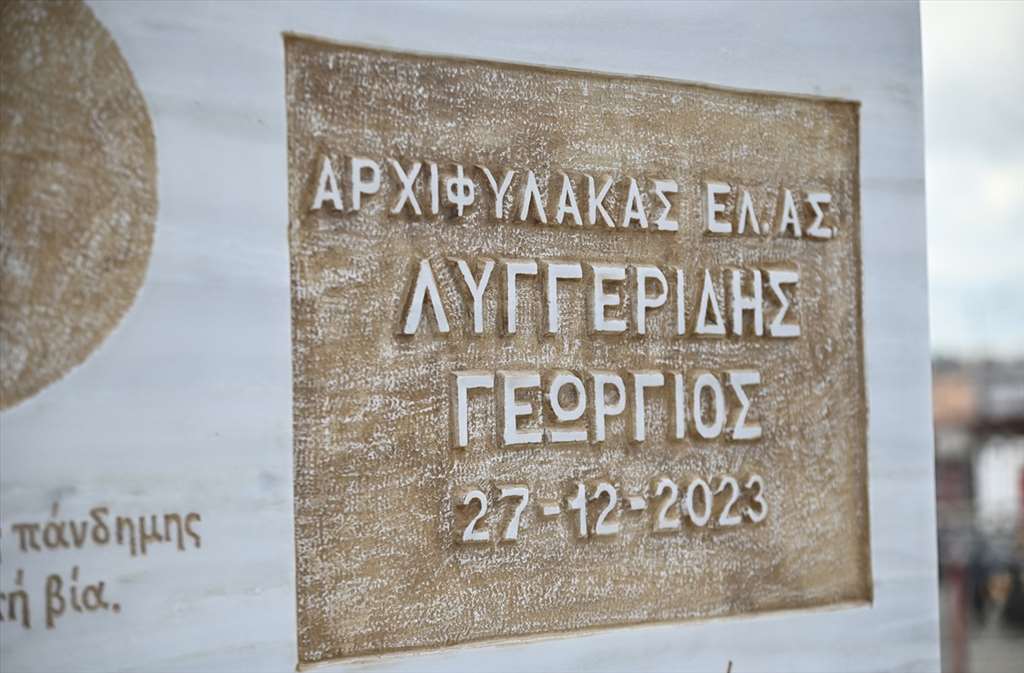 ΑΡΧΙΦΥΛΑΚΑΣ ΕΛ.ΑΣ.
ΛΥΓΓΕΡΙΔΗΣ
ΓΕΩΡΓΙΟΣ
27-12-2023
πάνδημης
βία.